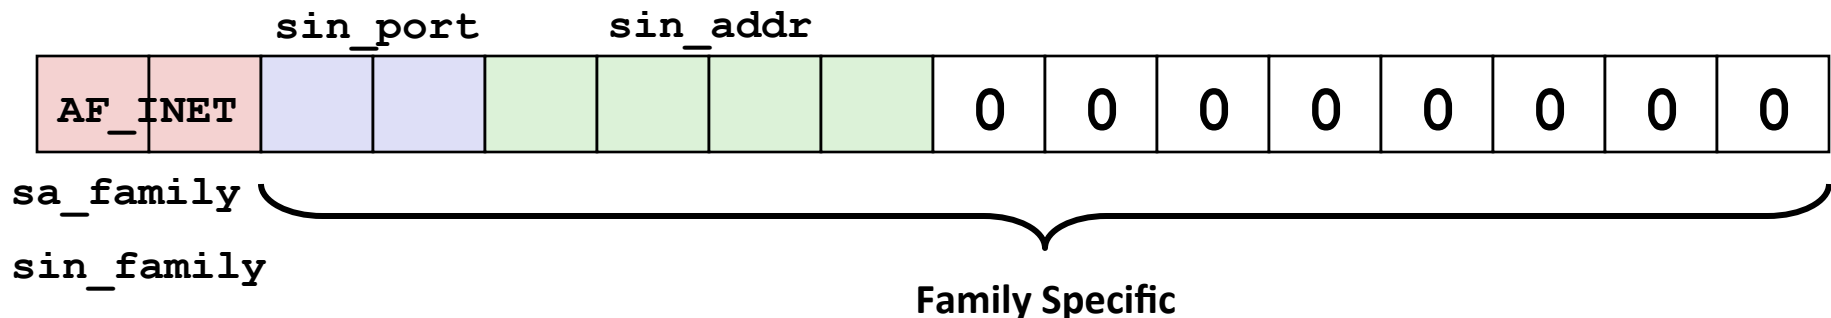 sin_port sin_addr
AF_INET 0 0 0 0 0 0 0 0
sa_family
sin_family
Family Specific